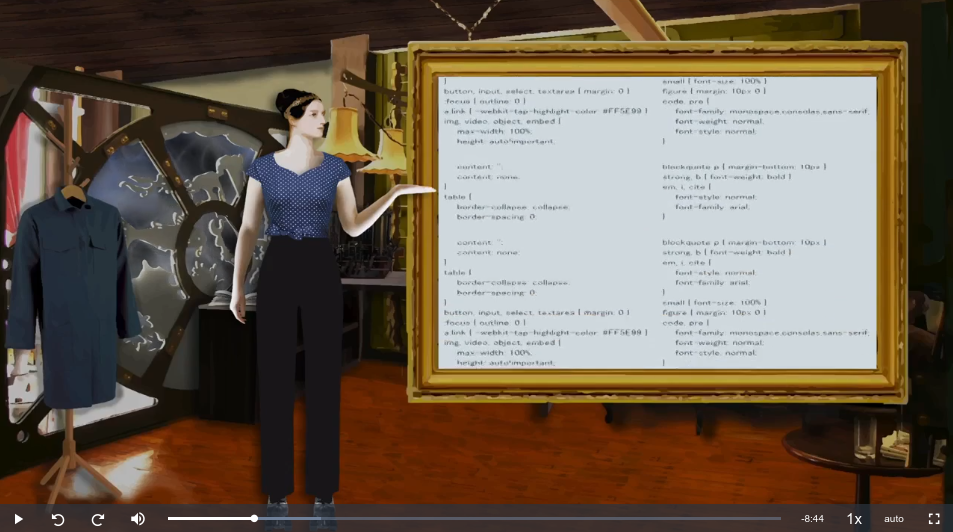 }
button, input, select, textarea { margin: 0 }
:focus { outline: 0 }
a:link { -webkit-tap-highlight-color: #FF5E99 }
img, video, object, embed {
max-width: 100%;
height: auto!important;
content: '';
content: none;
}
table {
border-collapse: collapse;
border-spacing: 0;
content: '';
content: none;
}
table {
border-collapse: collapse;
border-spacing: 0;
}
button, input, select, textarea { margin: 0 }
:focus { outline: 0 }
a:link { -webkit-tap-highlight-color: #FF5E99 }
img, video, object, embed {
max-width: 100%;
height: auto!important;
small { font-size: 100% }
figure { margin: 10px 0 }
code, pre {
font-family: monospace,consolas,sans-serif;
font-weight: normal;
font-style: normal;
}
blockquote p { margin-bottom: 10px }
strong, b { font-weight: bold }
em, i, cite {
font-style: normal;
font-family: arial;
}
blockquote p { margin-bottom: 10px }
strong, b { font-weight: bold }
em, i, cite {
font-style: normal;
font-family: arial;
}
small { font-size: 100% }
figure { margin: 10px 0 }
code, pre {
font-family: monospace,consolas,sans-serif;
font-weight: normal;
font-style: normal;
}
-8:44
1x
auto